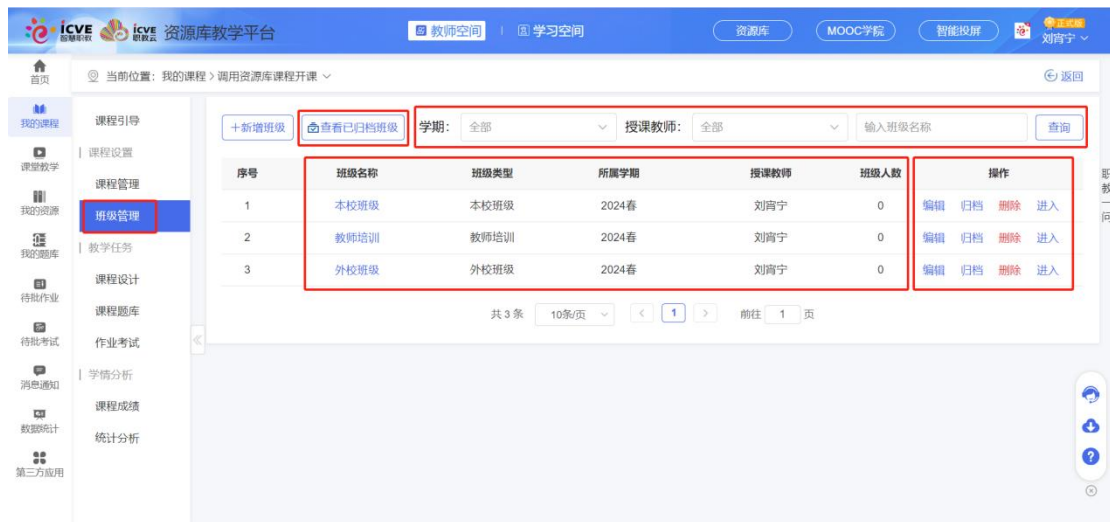 icve 智慧职教 icve 职教云 资源库教学平台 教师空间 学习空间 资源库 MOOC学院 智能投屏 正式版 刘宵宁
首页 当前位置：我的课程 > 调用资源库课程开课 返回
我的课程
课堂教学
我的资源
我的题库
待批作业
待批考试
消息通知
数据统计
第三方应用
课程引导
课程设置
课程管理
班级管理
教学任务
课程设计
课程题库
作业考试
学情分析
课程成绩
统计分析
+新增班级 查看已归档班级 学期： 全部 授课教师： 全部 输入班级名称 查询
序号 班级名称 班级类型 所属学期 授课教师 班级人数 操作
1 本校班级 本校班级 2024春 刘宵宁 0 编辑 归档 删除 进入
2 教师培训 教师培训 2024春 刘宵宁 0 编辑 归档 删除 进入
3 外校班级 外校班级 2024春 刘宵宁 0 编辑 归档 删除 进入
共 3 条 10条/页 < 1 > 前往 1 页